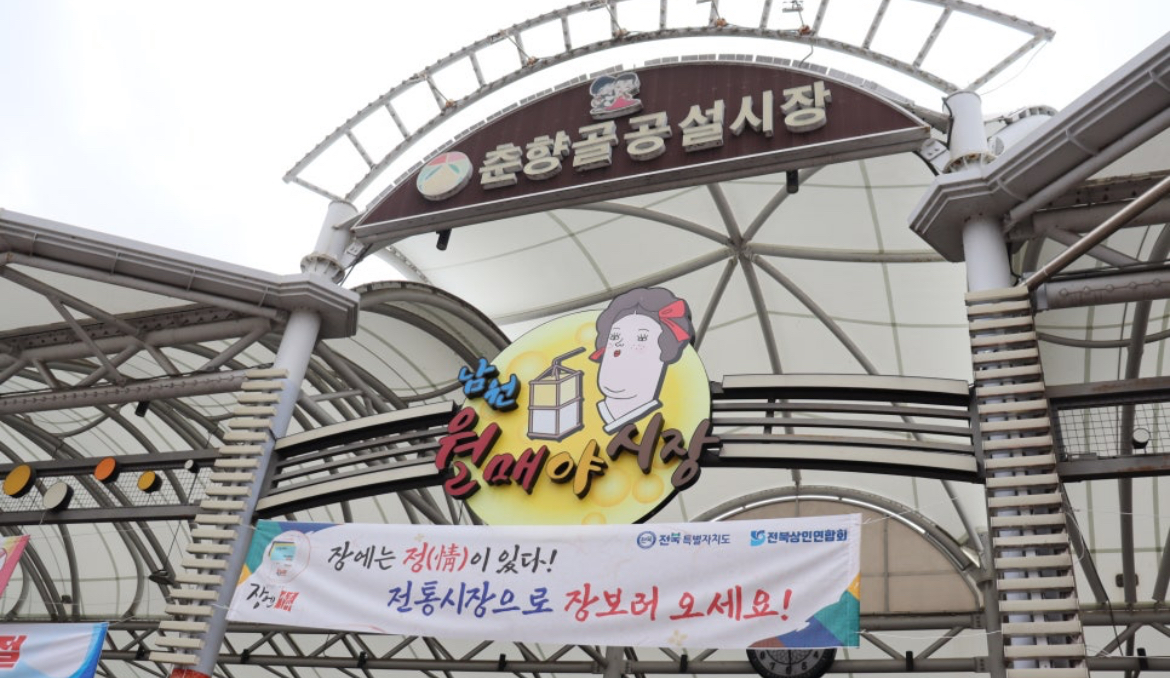 춘향골공설시장
남원
월매야시장
전북특별자치도 전북상인연합회
장에는 정(情)이 있다!
전통시장으로 장보러 오세요!